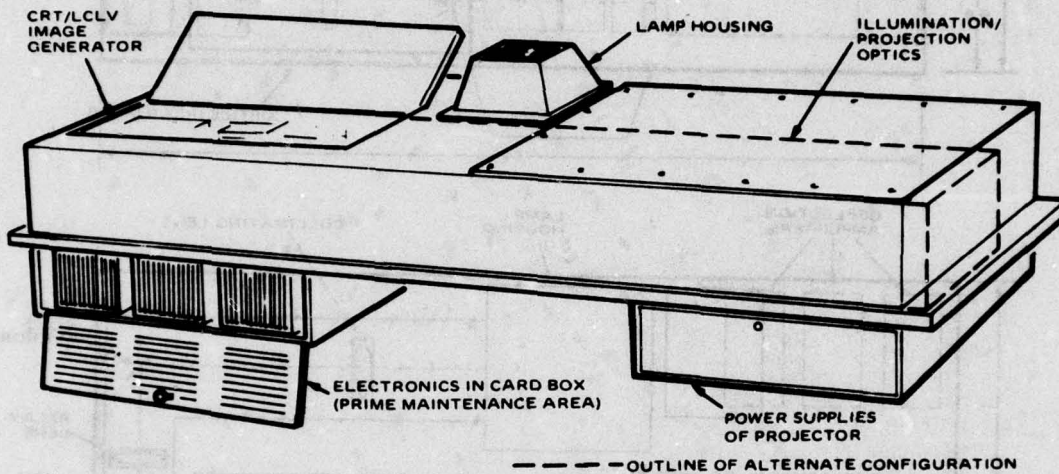 CRT/LCLV
IMAGE
GENERATOR
LAMP HOUSING
ILLUMINATION/
PROJECTION
OPTICS
ELECTRONICS IN CARD BOX
(PRIME MAINTENANCE AREA)
POWER SUPPLIES
OF PROJECTOR
OUTLINE OF ALTERNATE CONFIGURATION